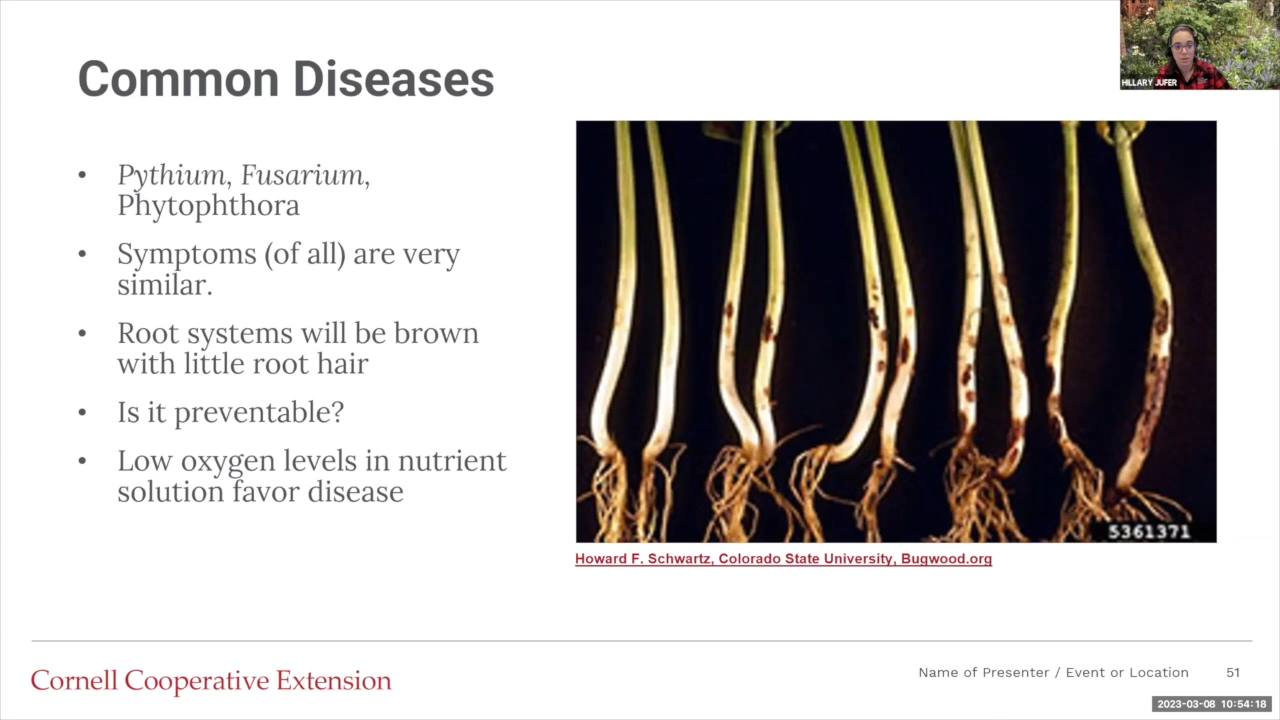 Common Diseases
HILLARY JUFER
• Pythium, Fusarium,
Phytophthora
• Symptoms (of all) are very
similar.
• Root systems will be brown
with little root hair
• Is it preventable?
• Low oxygen levels in nutrient
solution favor disease
5361371
Howard F. Schwartz, Colorado State University, Bugwood.org
Cornell Cooperative Extension
Name of Presenter / Event or Location 51
2023-03-08 10:54:18